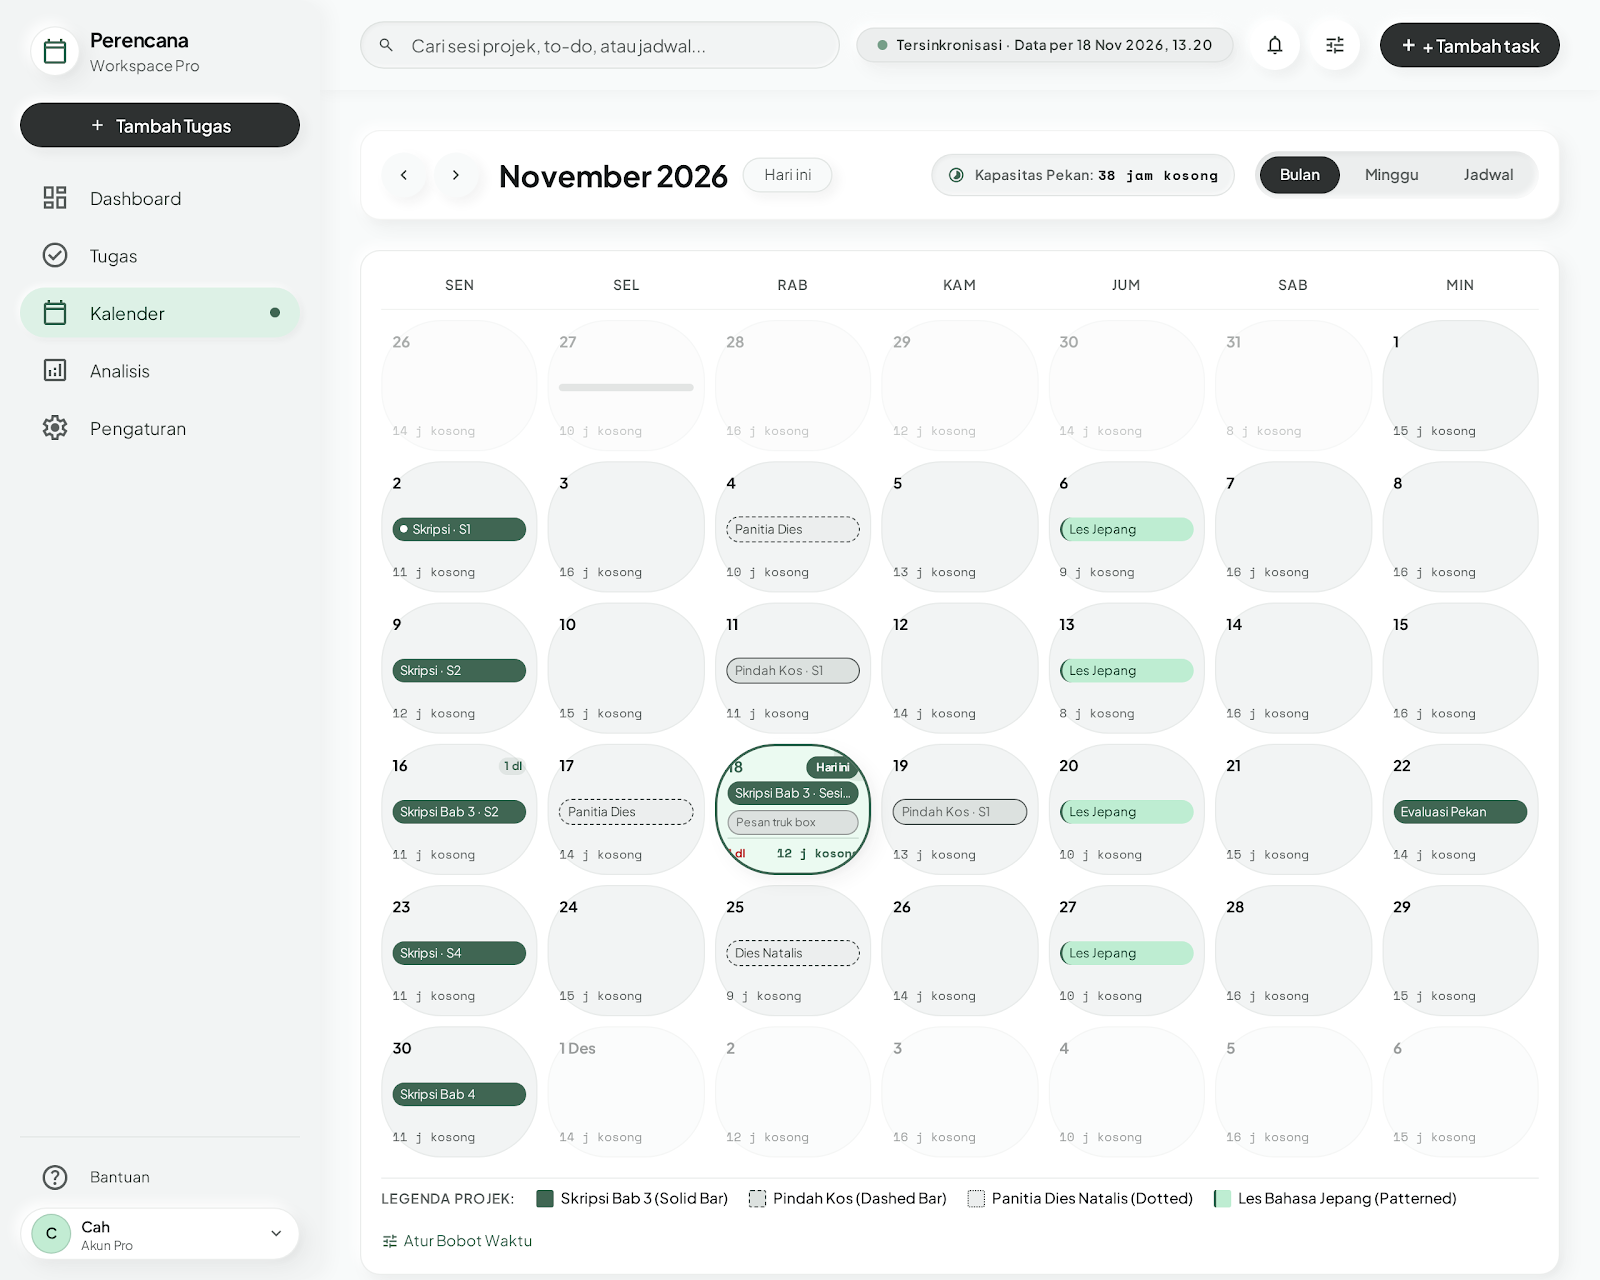 Perencana
Workspace Pro
+ Tambah Tugas
Dashboard
Tugas
Kalender
Analisis
Pengaturan
Bantuan
C
Cah
Akun Pro
Cari sesi projek, to-do, atau jadwal...
Tersinkronisasi · Data per 18 Nov 2026, 13.20
+ + Tambah task
November 2026
Hari ini
Kapasitas Pekan: 38 jam kosong
Bulan Minggu Jadwal
SEN SEL RAB KAM JUM SAB MIN
26 27 28 29 30 31 1
14 j kosong 10 j kosong 16 j kosong 12 j kosong 14 j kosong 8 j kosong 15 j kosong
2 3 4 5 6 7 8
Skripsi · S1 Panitia Dies Les Jepang
11 j kosong 16 j kosong 10 j kosong 13 j kosong 9 j kosong 16 j kosong 16 j kosong
9 10 11 12 13 14 15
Skripsi · S2 Pindah Kos · S1 Les Jepang
12 j kosong 15 j kosong 11 j kosong 14 j kosong 8 j kosong 16 j kosong 16 j kosong
16 1 dl 17 18 Hari ini 19 20 21 22
Skripsi Bab 3 · S2 Panitia Dies Skripsi Bab 3 · Sesi... Pindah Kos · S1 Les Jepang Evaluasi Pekan
Pesan truk box
11 j kosong 14 j kosong dl 12 j kosong 13 j kosong 10 j kosong 15 j kosong 14 j kosong
23 24 25 26 27 28 29
Skripsi · S4 Dies Natalis Les Jepang
11 j kosong 15 j kosong 9 j kosong 14 j kosong 10 j kosong 16 j kosong 15 j kosong
30 1 Des 2 3 4 5 6
Skripsi Bab 4
11 j kosong 14 j kosong 12 j kosong 16 j kosong 10 j kosong 16 j kosong 15 j kosong
LEGENDA PROJEK: Skripsi Bab 3 (Solid Bar) Pindah Kos (Dashed Bar) Panitia Dies Natalis (Dotted) Les Bahasa Jepang (Patterned)
Atur Bobot Waktu